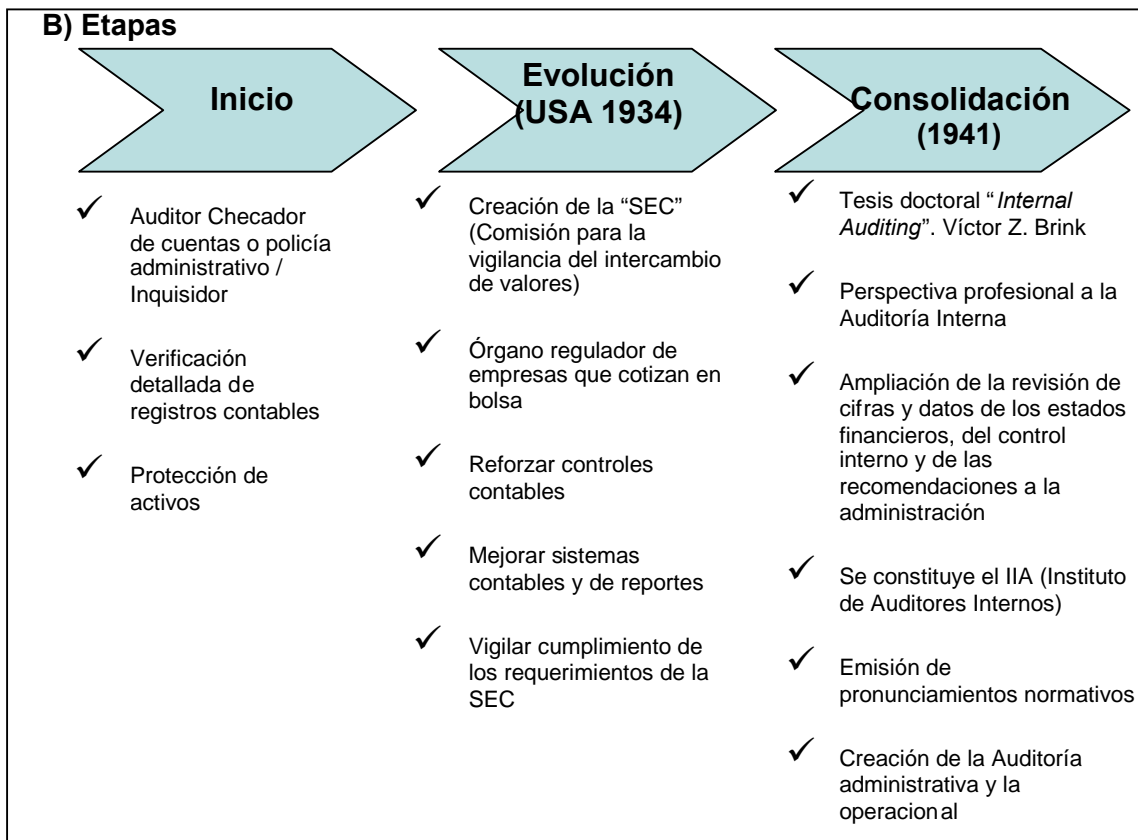 B) Etapas
Inicio
Auditor Checador
de cuentas o policía
administrativo /
Inquisidor
Verificación
detallada de
registros contables
Protección de
activos
Evolución
(USA 1934)
Creación de la “SEC”
(Comisión para la
vigilancia del intercambio
de valores)
Órgano regulador de
empresas que cotizan en
bolsa
Reforzar controles
contables
Mejorar sistemas
contables y de reportes
Vigilar cumplimiento de
los requerimientos de la
SEC
Consolidación
(1941)
Tesis doctoral “Internal
Auditing”. Víctor Z. Brink
Perspectiva profesional a la
Auditoría Interna
Ampliación de la revisión de
cifras y datos de los estados
financieros, del control
interno y de las
recomendaciones a la
administración
Se constituye el IIA (Instituto
de Auditores Internos)
Emisión de
pronunciamientos normativos
Creación de la Auditoría
administrativa y la
operacional